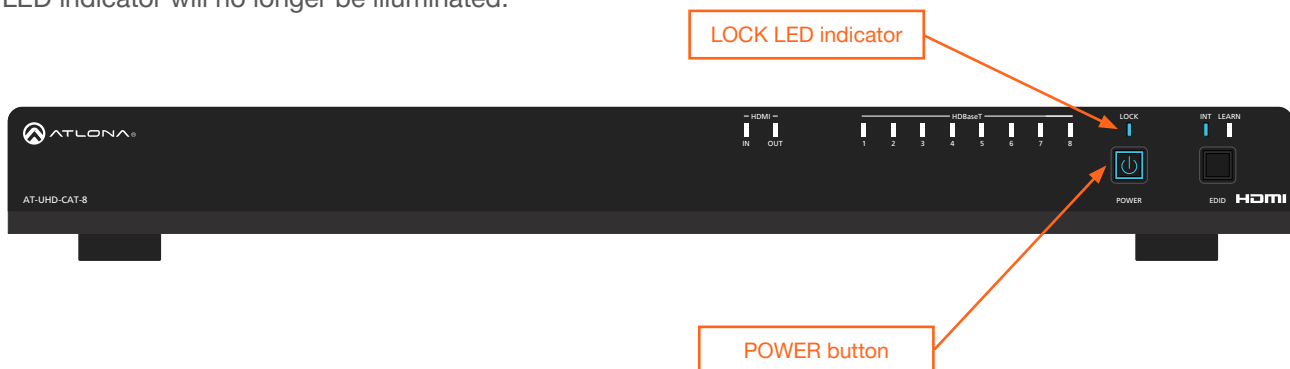 LED indicator will no longer be illuminated.
LOCK LED indicator
ATLONA®
HDMI
IN OUT
HDBaseT
1 2 3 4 5 6 7 8
LOCK
INT LEARN
AT-UHD-CAT-8
POWER
EDID HDMI
POWER button